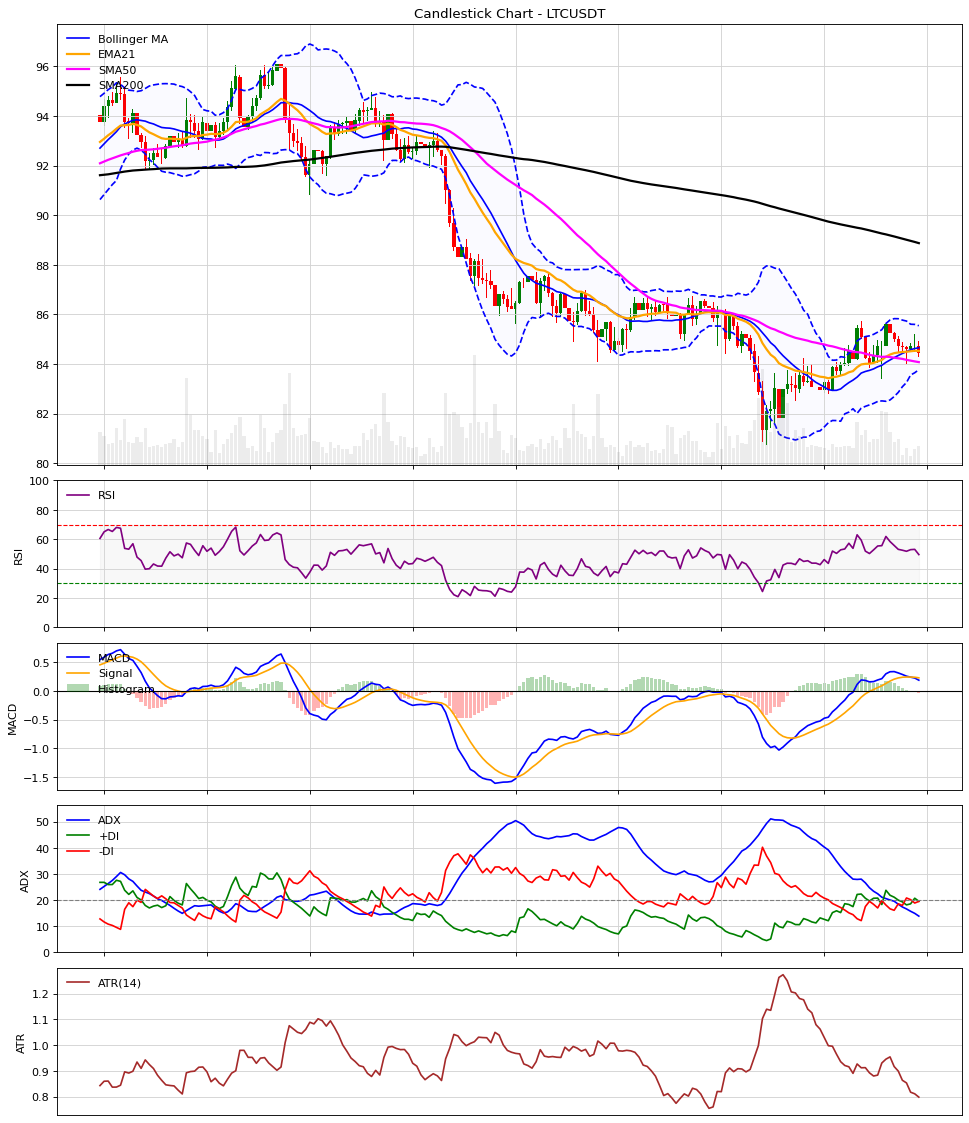 Candlestick Chart - LTCUSDT
Bollinger MA
EMA21
SMA50
SMA200
96
94
92
90
88
86
84
82
80
100
80
60
40
20
0
RSI
RSI
0.5
0.0
−0.5
−1.0
−1.5
MACD
MACD
Signal
Histogram
50
40
30
20
10
0
ADX
ADX
+DI
-DI
1.2
1.1
1.0
0.9
0.8
ATR
ATR(14)